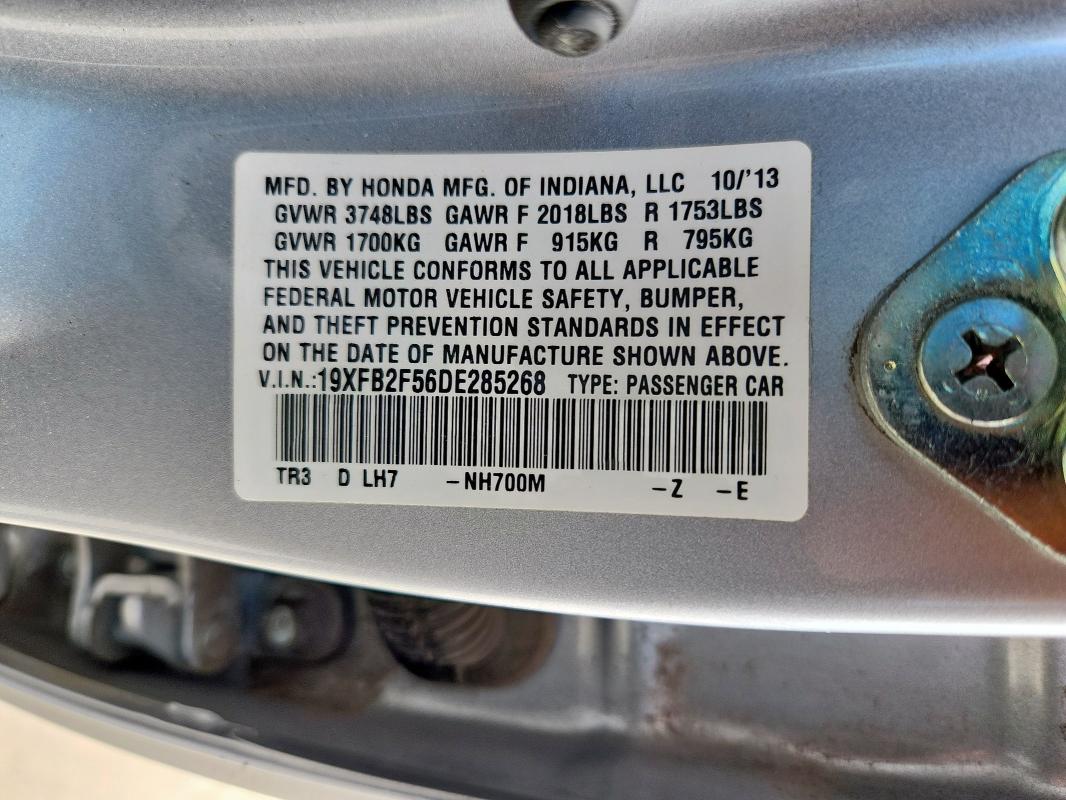 MFD. BY HONDA MFG. OF INDIANA, LLC 10/'13
GVWR 3748LBS GAWR F 2018LBS R 1753LBS
GVWR 1700KG GAWR F 915KG R 795KG
THIS VEHICLE CONFORMS TO ALL APPLICABLE
FEDERAL MOTOR VEHICLE SAFETY, BUMPER,
AND THEFT PREVENTION STANDARDS IN EFFECT
ON THE DATE OF MANUFACTURE SHOWN ABOVE.
V.I.N.:19XFB2F56DE285268 TYPE: PASSENGER CAR
TR3 D LH7 -NH700M -Z -E